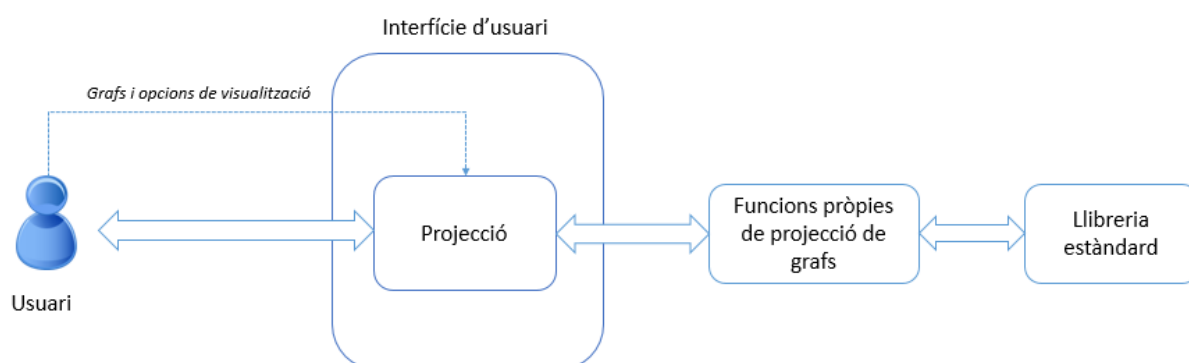 Interfície d'usuari
Grafs i opcions de visualització
Projecció
Funcions pròpies
de projecció de
grafs
Llibreria
estàndard
Usuari